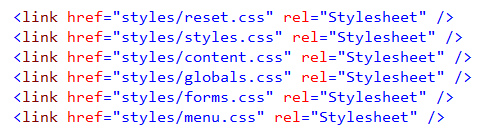 <link href="styles/reset.css" rel="Stylesheet" />
<link href="styles/styles.css" rel="Stylesheet" />
<link href="styles/content.css" rel="Stylesheet" />
<link href="styles/globals.css" rel="Stylesheet" />
<link href="styles/forms.css" rel="Stylesheet" />
<link href="styles/menu.css" rel="Stylesheet" />